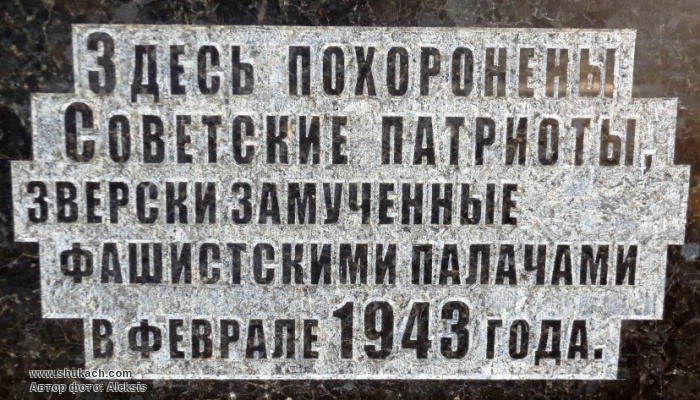 Здесь похоронены
Советские патриоты,
зверски замученные
фашистскими палачами
в феврале 1943 года.
www.shukach.com
Автор фото: Aleksis